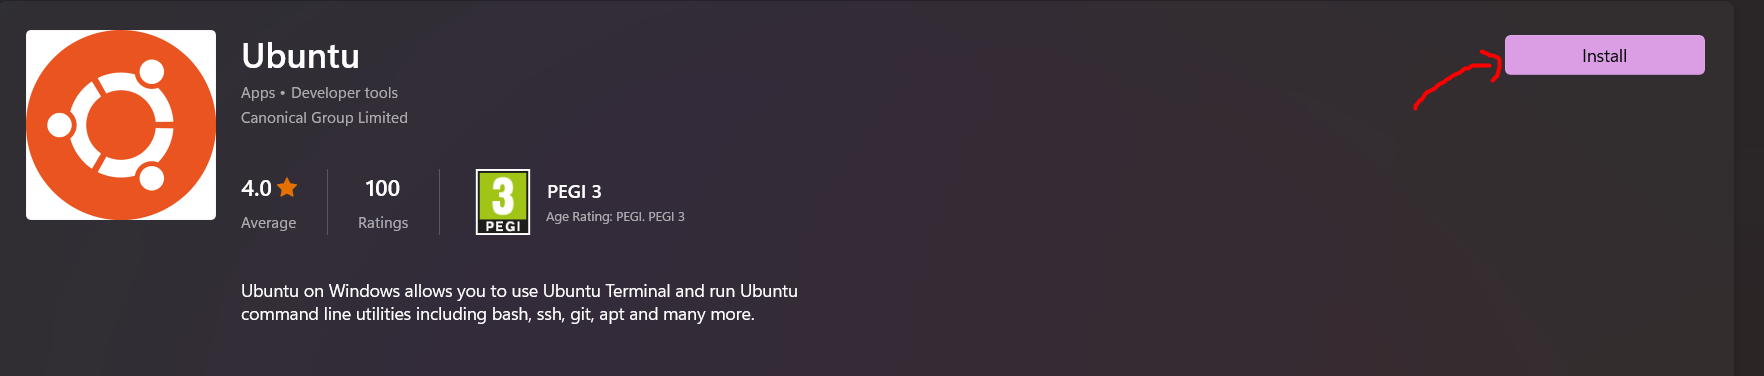 Ubuntu
Apps • Developer tools
Canonical Group Limited
4.0
Average
100
Ratings
3
PEGI
PEGI 3
Age Rating: PEGI. PEGI 3
Install
Ubuntu on Windows allows you to use Ubuntu Terminal and run Ubuntu
command line utilities including bash, ssh, git, apt and many more.